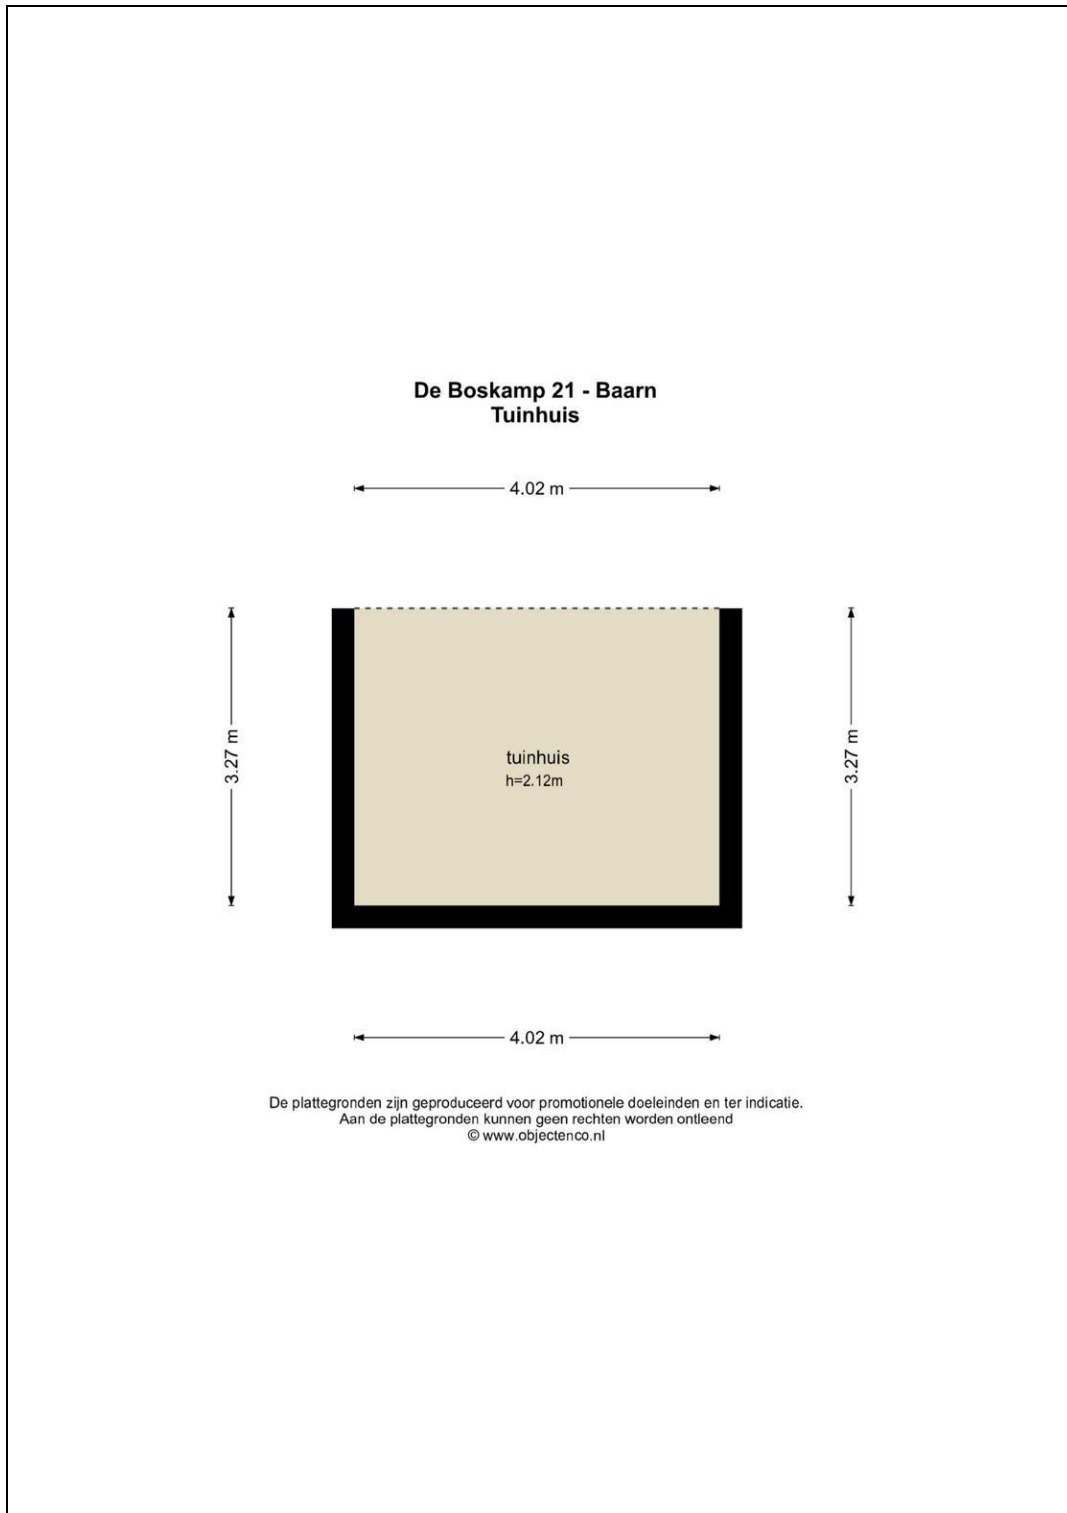 De Boskamp 21 - Baarn
Tuinhuis
4.02 m
3.27 m
3.27 m
tuinhuis
h=2.12m
4.02 m
De plattegronden zijn geproduceerd voor promotionele doeleinden en ter indicatie.
Aan de plattegronden kunnen geen rechten worden ontleend
© www.objectenco.nl